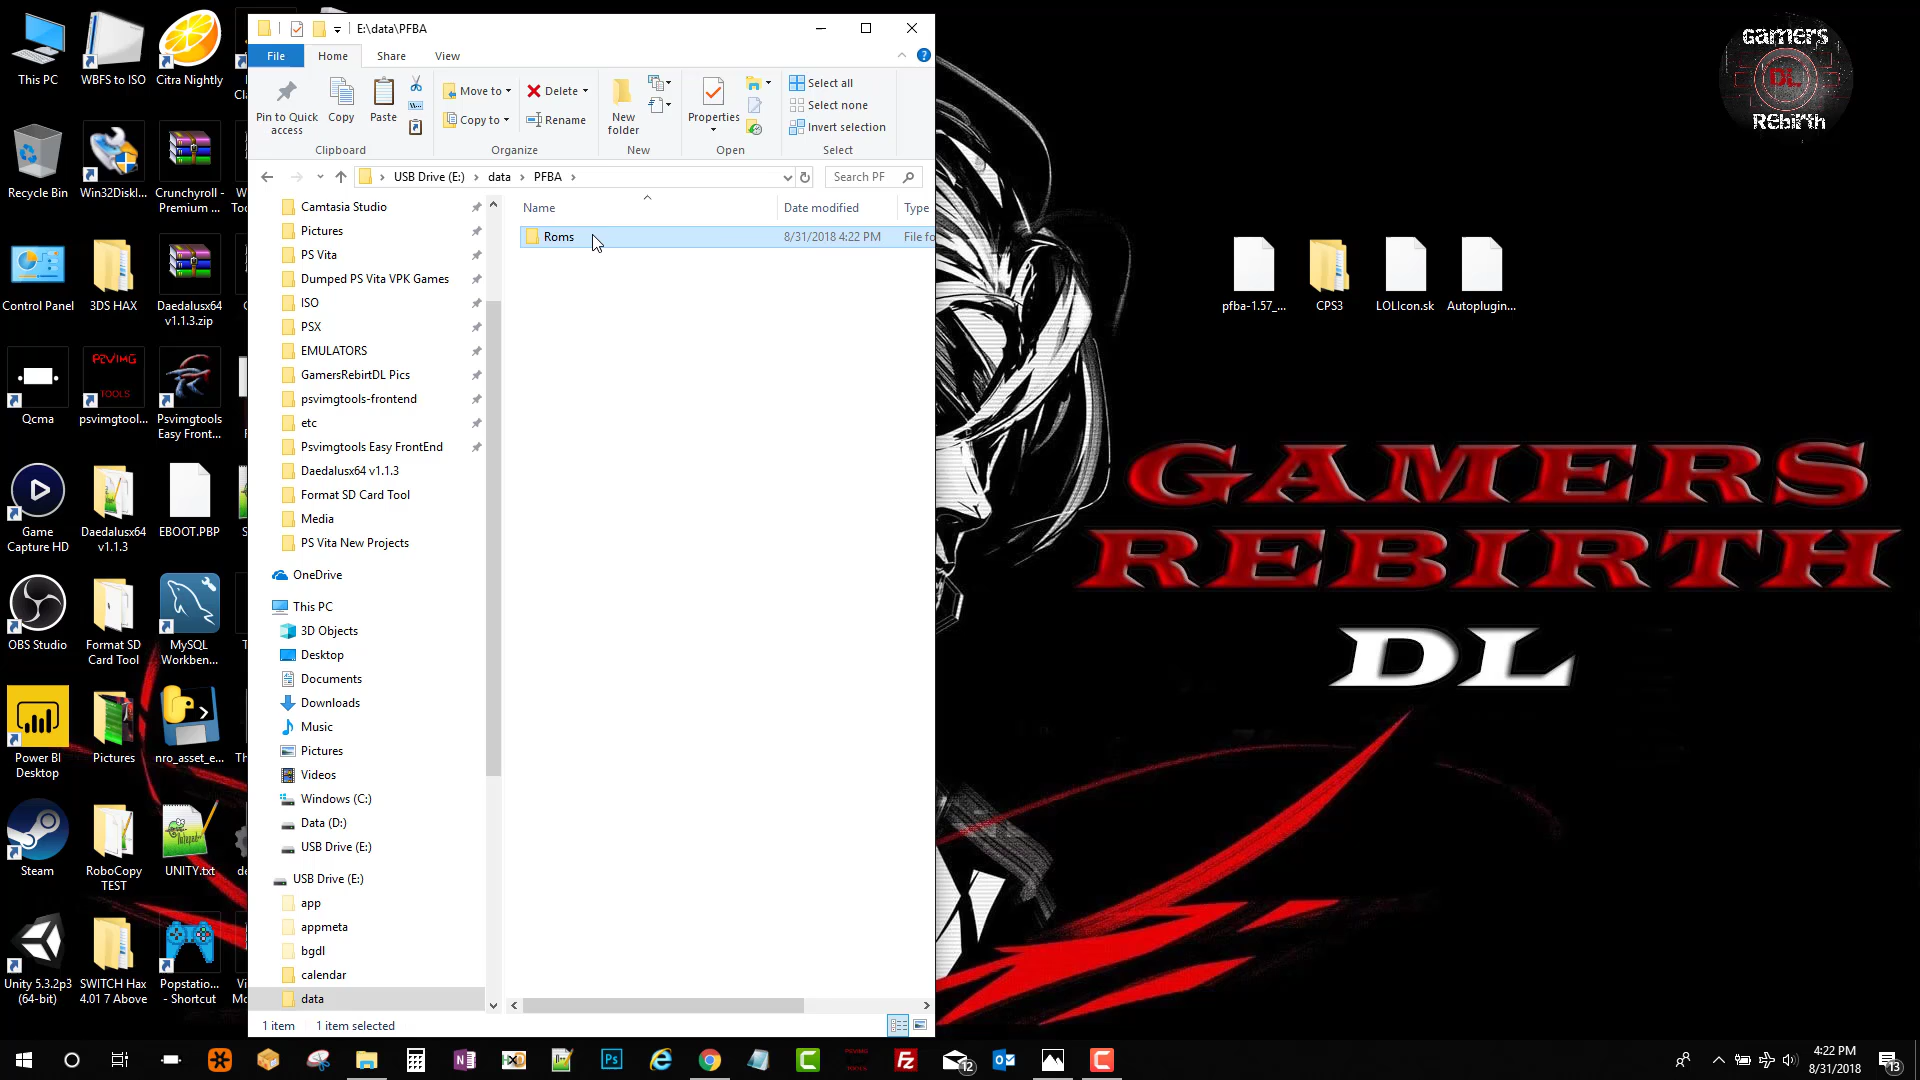 E:\data\PFBA
File
Home
Share
View
Pin to Quick
access
Copy
Paste
Move to
Copy to
Delete
Rename
New
folder
Properties
Select all
Select none
Invert selection
Clipboard
Organize
New
Open
Select
USB Drive (E:)
data
PFBA
Search PF
Name
Date modified
Type
Roms
8/31/2018 4:22 PM
File fo
Camtasia Studio
Pictures
PS Vita
Dumped PS Vita VPK Games
ISO
PSX
EMULATORS
GamersRebirtDL Pics
psvimgtools-frontend
etc
Psvimgtools Easy FrontEnd
Daedalusx64 v1.1.3
Format SD Card Tool
Media
PS Vita New Projects
OneDrive
This PC
3D Objects
Desktop
Documents
Downloads
Music
Pictures
Videos
Windows (C:)
Data (D:)
USB Drive (E:)
USB Drive (E:)
app
appmeta
bgdl
calendar
data
1 item
1 item selected
This PC
WBFS to ISO
Citra Nightly
Recycle Bin
Win32Diskl...
Crunchyroll -
Premium ...
Control Panel
3DS HAX
Daedalusx64
v1.1.3.zip
Qcma
PSVIMG
TOOLS
psvimgtool...
Psvimgtools
Easy Front...
Game
Capture HD
Daedalusx64
v1.1.3
EBOOT.PBP
OBS Studio
Format SD
Card Tool
MySQL
Workben...
Power BI
Desktop
Pictures
nro_asset_e...
Steam
RoboCopy
TEST
UNITY.txt
Unity 5.3.2p3
(64-bit)
SWITCH Hax
4.01 7 Above
Popstatio...
- Shortcut
pfba-1.57_...
CPS3
LOLIcon.sk
Autoplugin...
Gamers
DL
REbirth
GAMERS
REBIRTH
DL
12
4:22 PM
8/31/2018
13